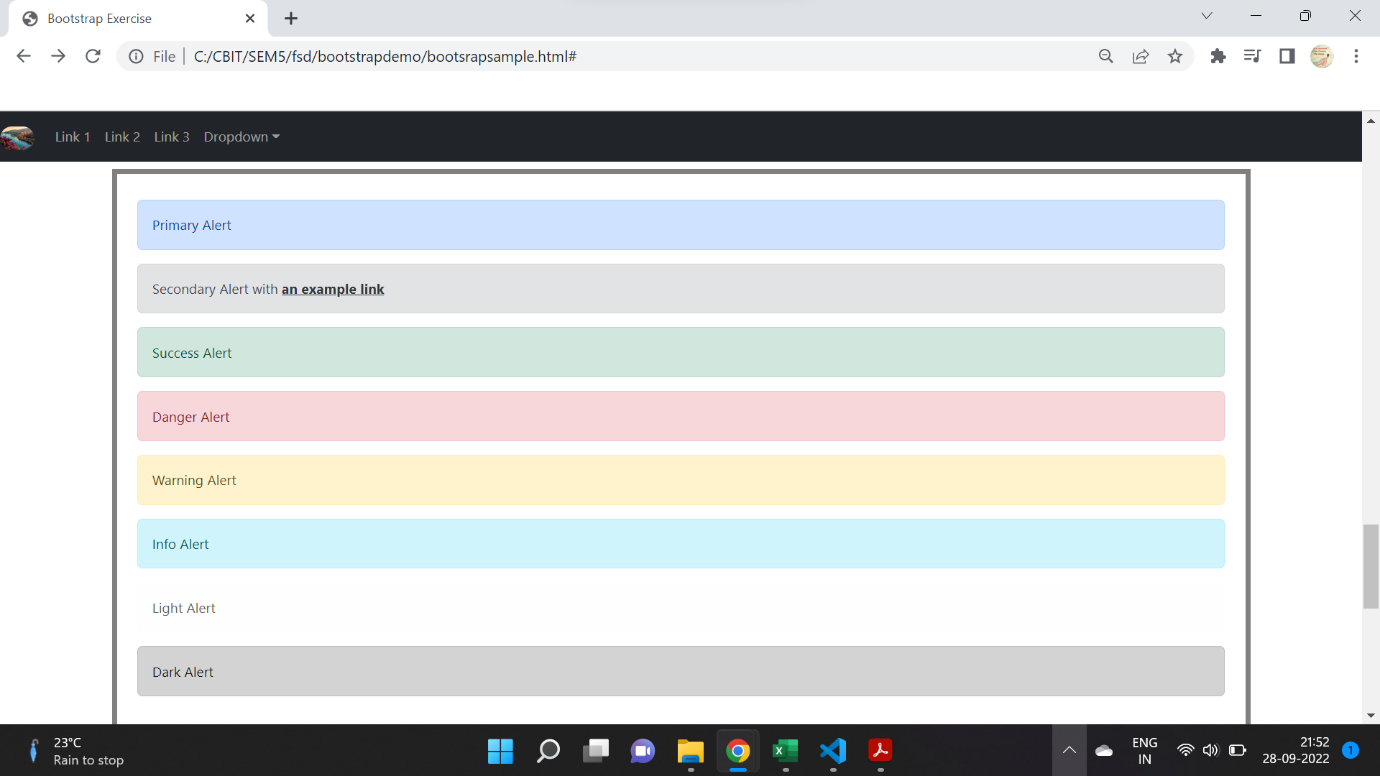 Bootstrap Exercise
File | C:/CBIT/SEM5/fsd/bootstrapdemo/bootsrapsample.html#
Link 1 Link 2 Link 3 Dropdown
Primary Alert
Secondary Alert with an example link
Success Alert
Danger Alert
Warning Alert
Info Alert
Light Alert
Dark Alert
23°C
Rain to stop
ENG
IN
21:52
28-09-2022
1